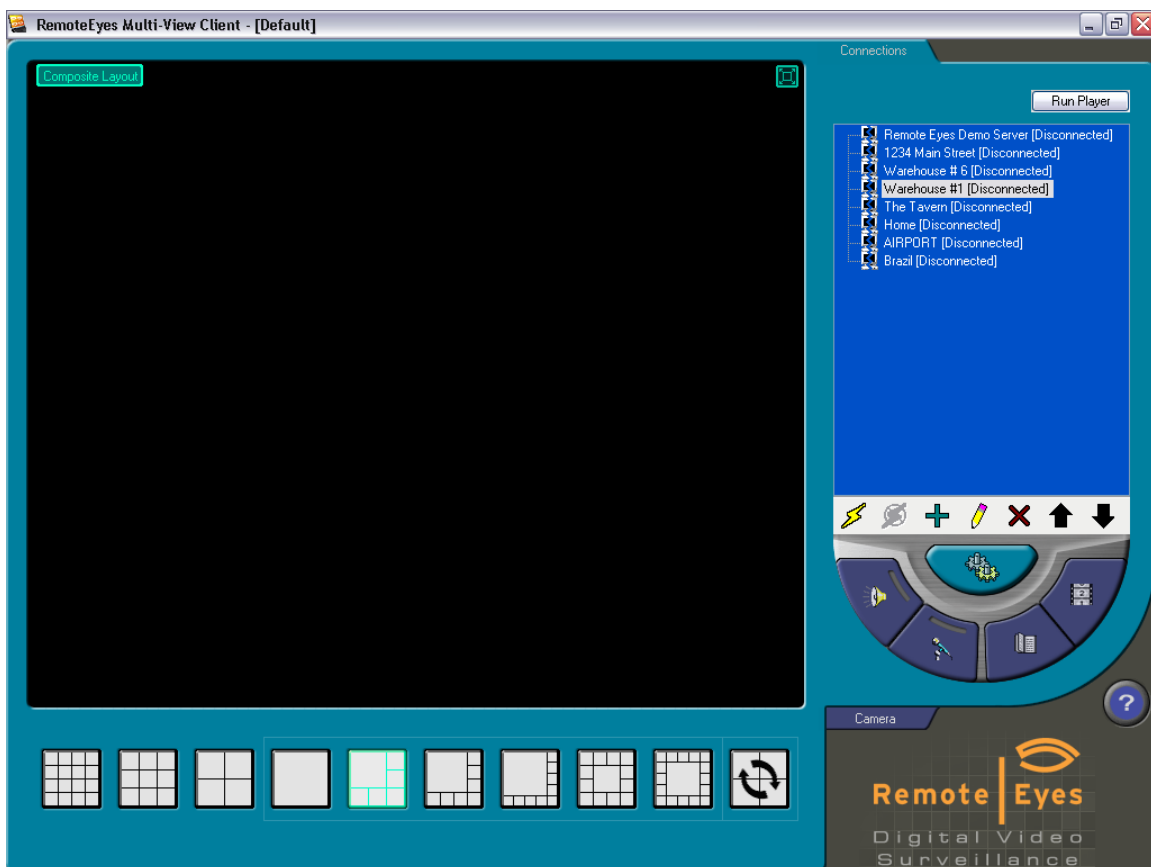 RemoteEyes Multi-View Client - [Default]
Connections
Composite Layout
Run Player
Remote Eyes Demo Server [Disconnected]
1234 Main Street [Disconnected]
Warehouse # 6 [Disconnected]
Warehouse #1 [Disconnected]
The Tavern [Disconnected]
Home [Disconnected]
AIRPORT [Disconnected]
Brazil [Disconnected]
?
Camera
Remote Eyes
Digital Video
Surveillance